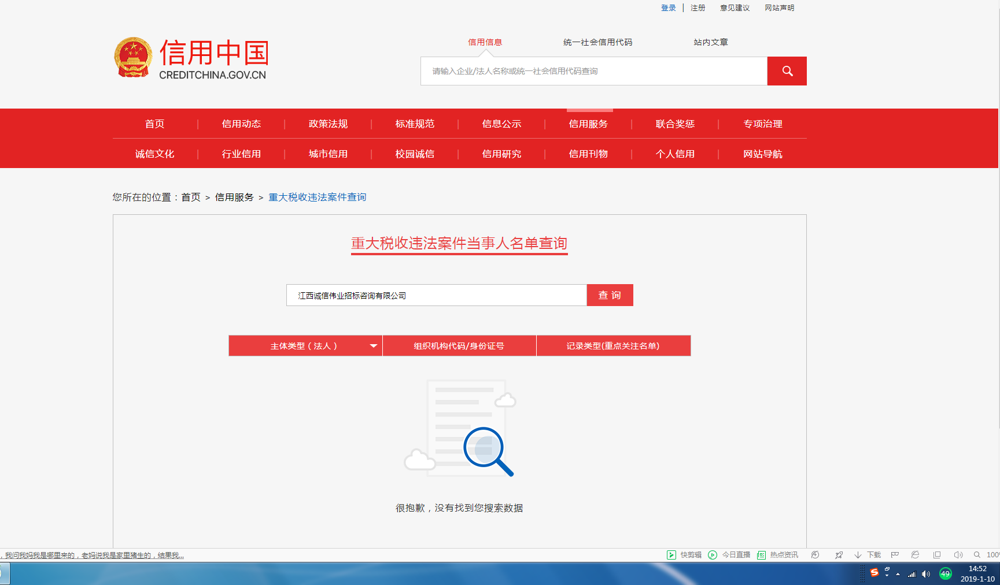 登录 | 注册 意见建议 网站声明
信用中国
CREDITCHINA.GOV.CN
信用信息 统一社会信用代码 站内文章
请输入企业/法人名称或统一社会信用代码查询
首页 | 信用动态 | 政策法规 | 标准规范 | 信息公示 | 信用服务 | 联合奖惩 | 专项治理
诚信文化 | 行业信用 | 城市信用 | 校园诚信 | 信用研究 | 信用刊物 | 个人信用 | 网站导航
您所在的位置：首页 > 信用服务 > 重大税收违法案件查询
重大税收违法案件当事人名单查询
江西诚信伟业招标咨询有限公司 查 询
主体类型（法人） 组织机构代码/身份证号 记录类型(重点关注名单)
很抱歉，没有找到您搜索数据
，我问我妈我是哪里来的，老妈说我是家里猪生的，结果我... 快剪辑 今日直播 热点资讯 下载 100%
49 14:52
2019-1-10